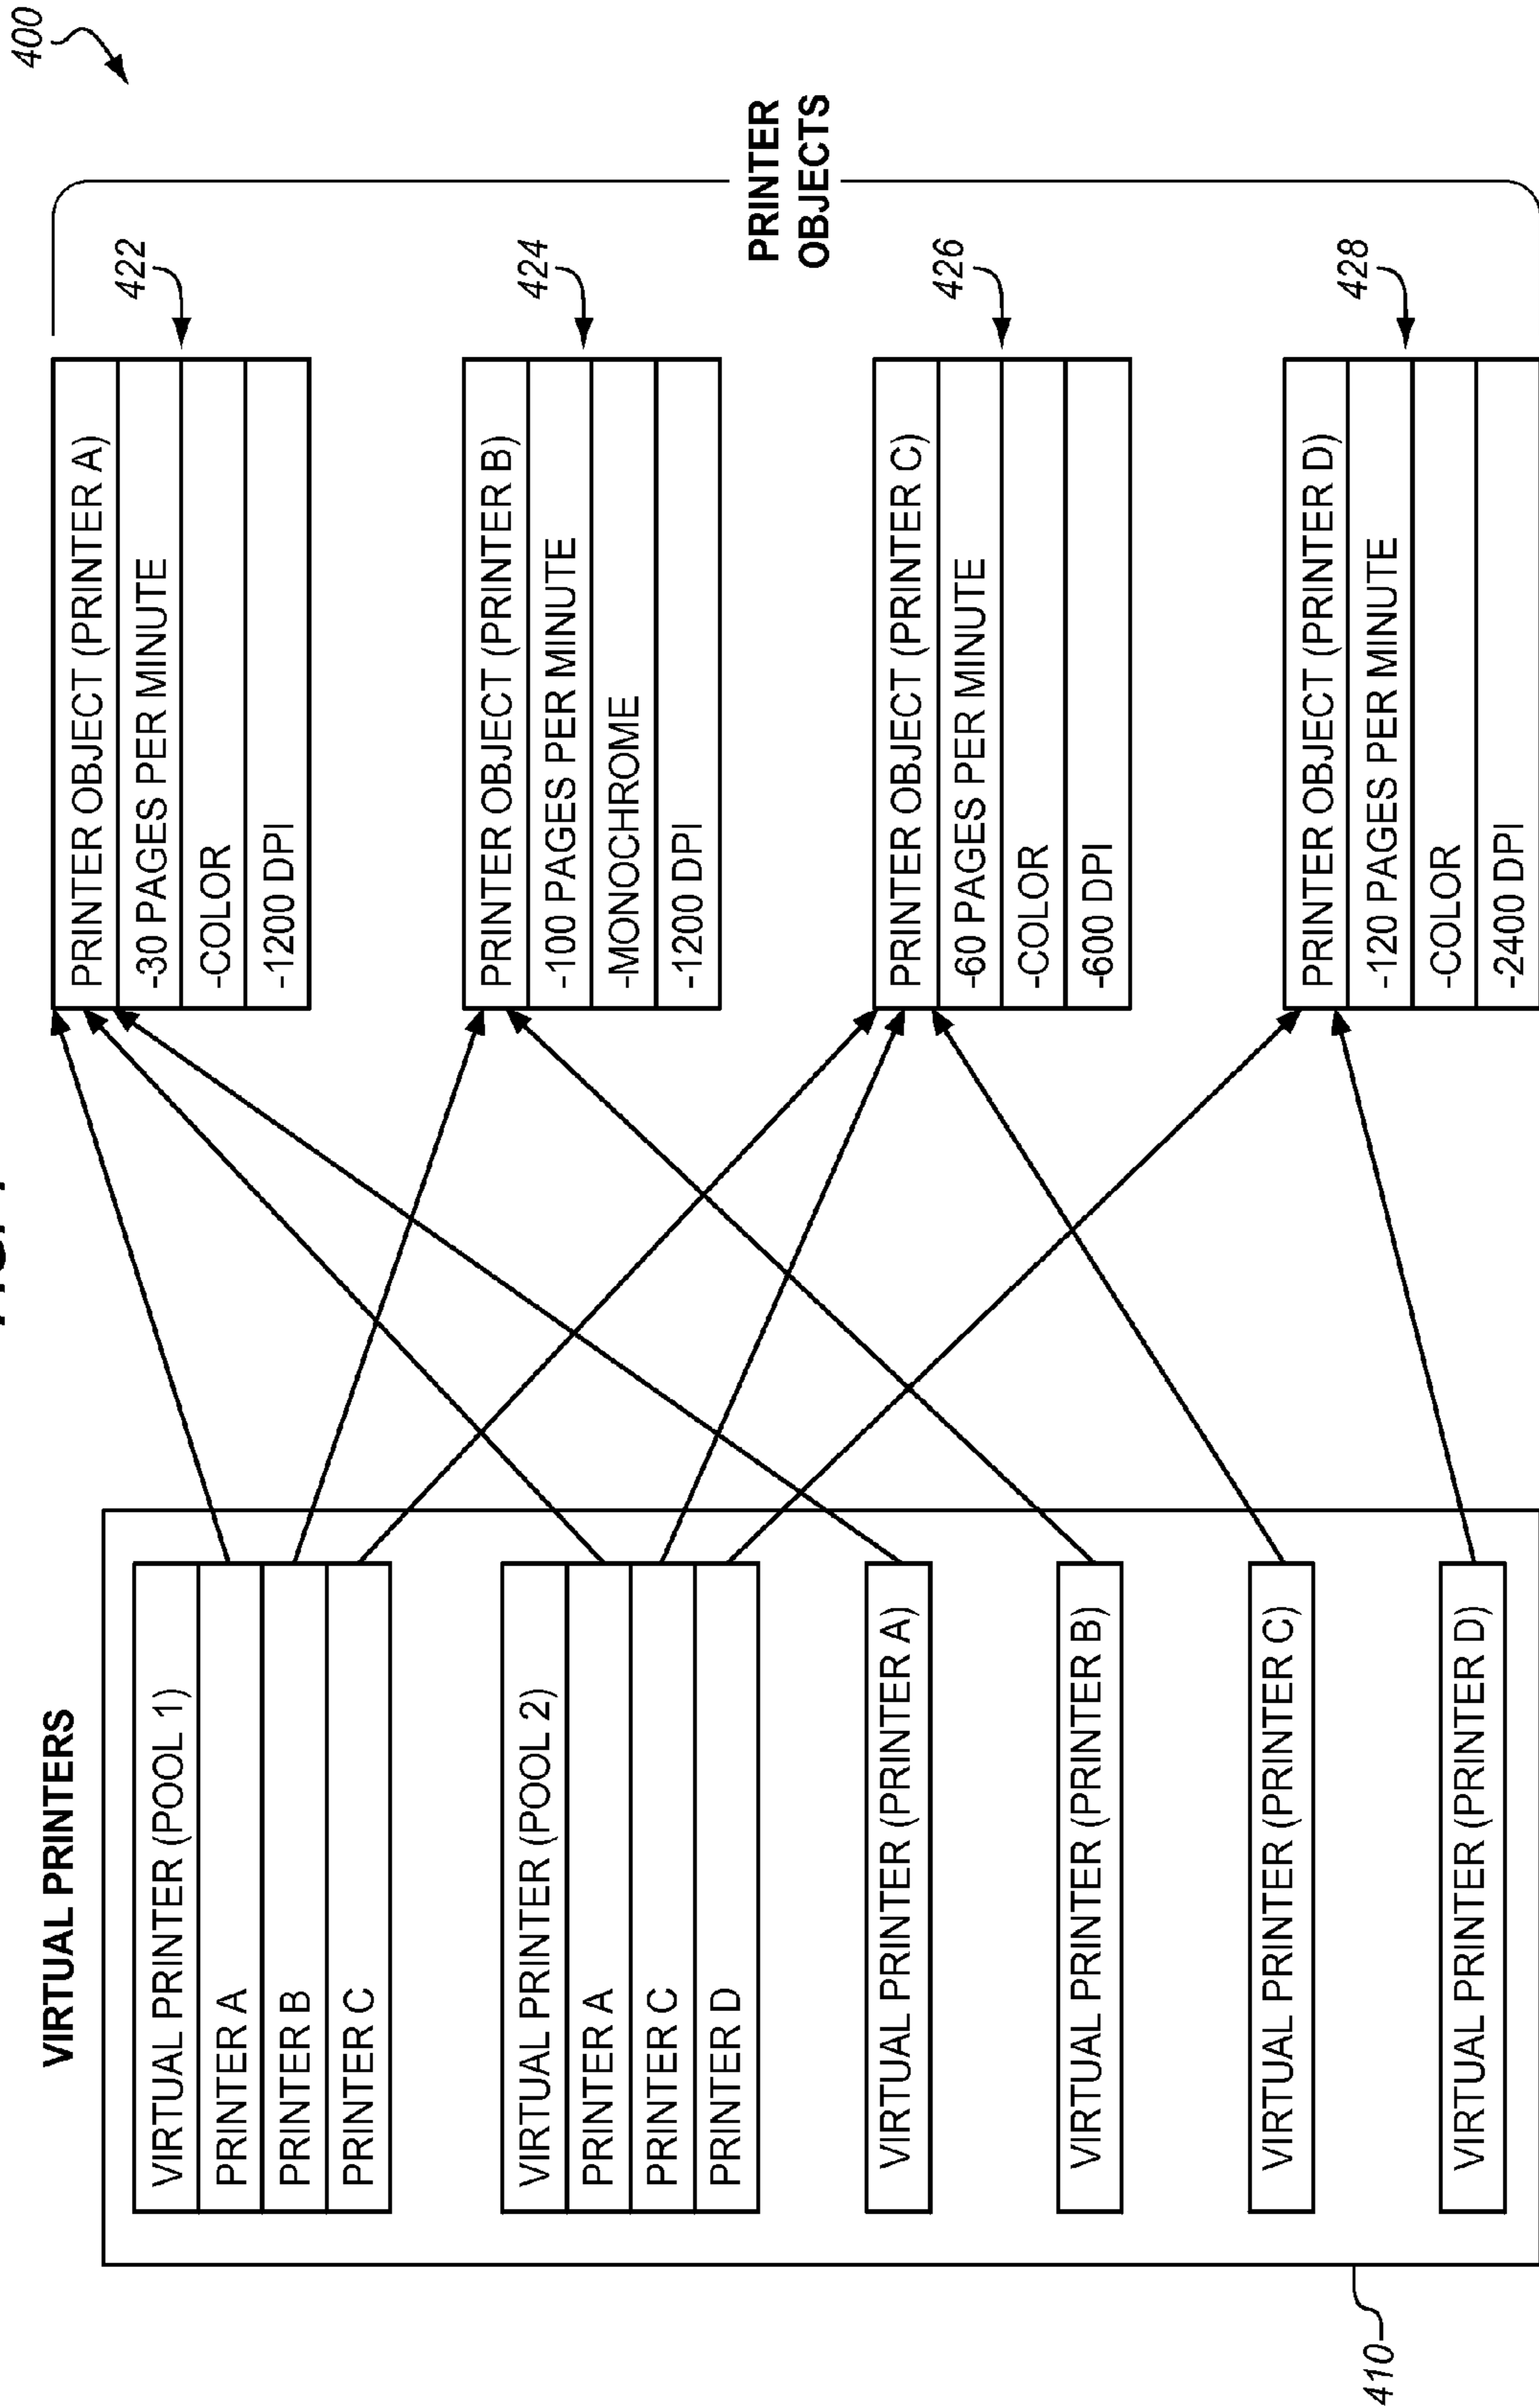 400
VIRTUAL PRINTERS
VIRTUAL PRINTER (POOL 1)
PRINTER A
PRINTER B
PRINTER C
VIRTUAL PRINTER (POOL 2)
PRINTER A
PRINTER C
PRINTER D
VIRTUAL PRINTER (PRINTER A)
VIRTUAL PRINTER (PRINTER B)
VIRTUAL PRINTER (PRINTER C)
VIRTUAL PRINTER (PRINTER D)
410
PRINTER OBJECT (PRINTER A)
-30 PAGES PER MINUTE
-COLOR
-1200 DPI
422
PRINTER OBJECT (PRINTER B)
-100 PAGES PER MINUTE
-MONOCHROME
-1200 DPI
424
PRINTER OBJECT (PRINTER C)
-60 PAGES PER MINUTE
-COLOR
-600 DPI
426
PRINTER OBJECT (PRINTER D)
-120 PAGES PER MINUTE
-COLOR
-2400 DPI
428
PRINTER
OBJECTS